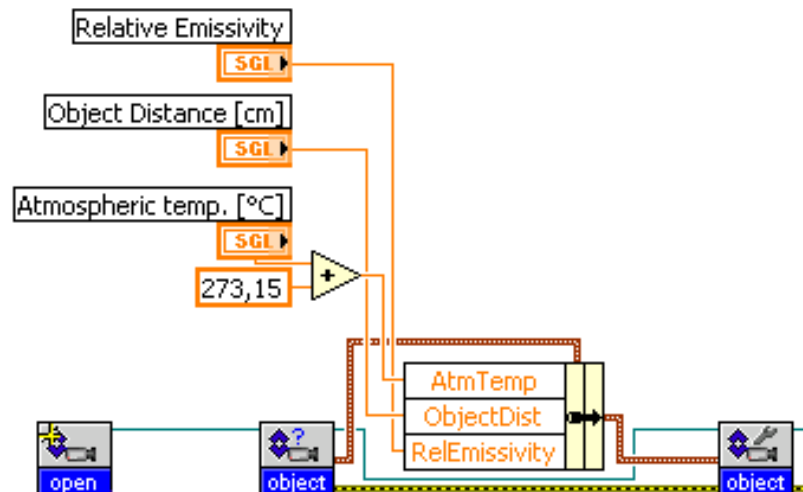 Relative Emissivity
SGL
Object Distance [cm]
SGL
Atmospheric temp. [°C]
SGL
+
273,15
AtmTemp
ObjectDist
RelEmissivity
?
open
object
object